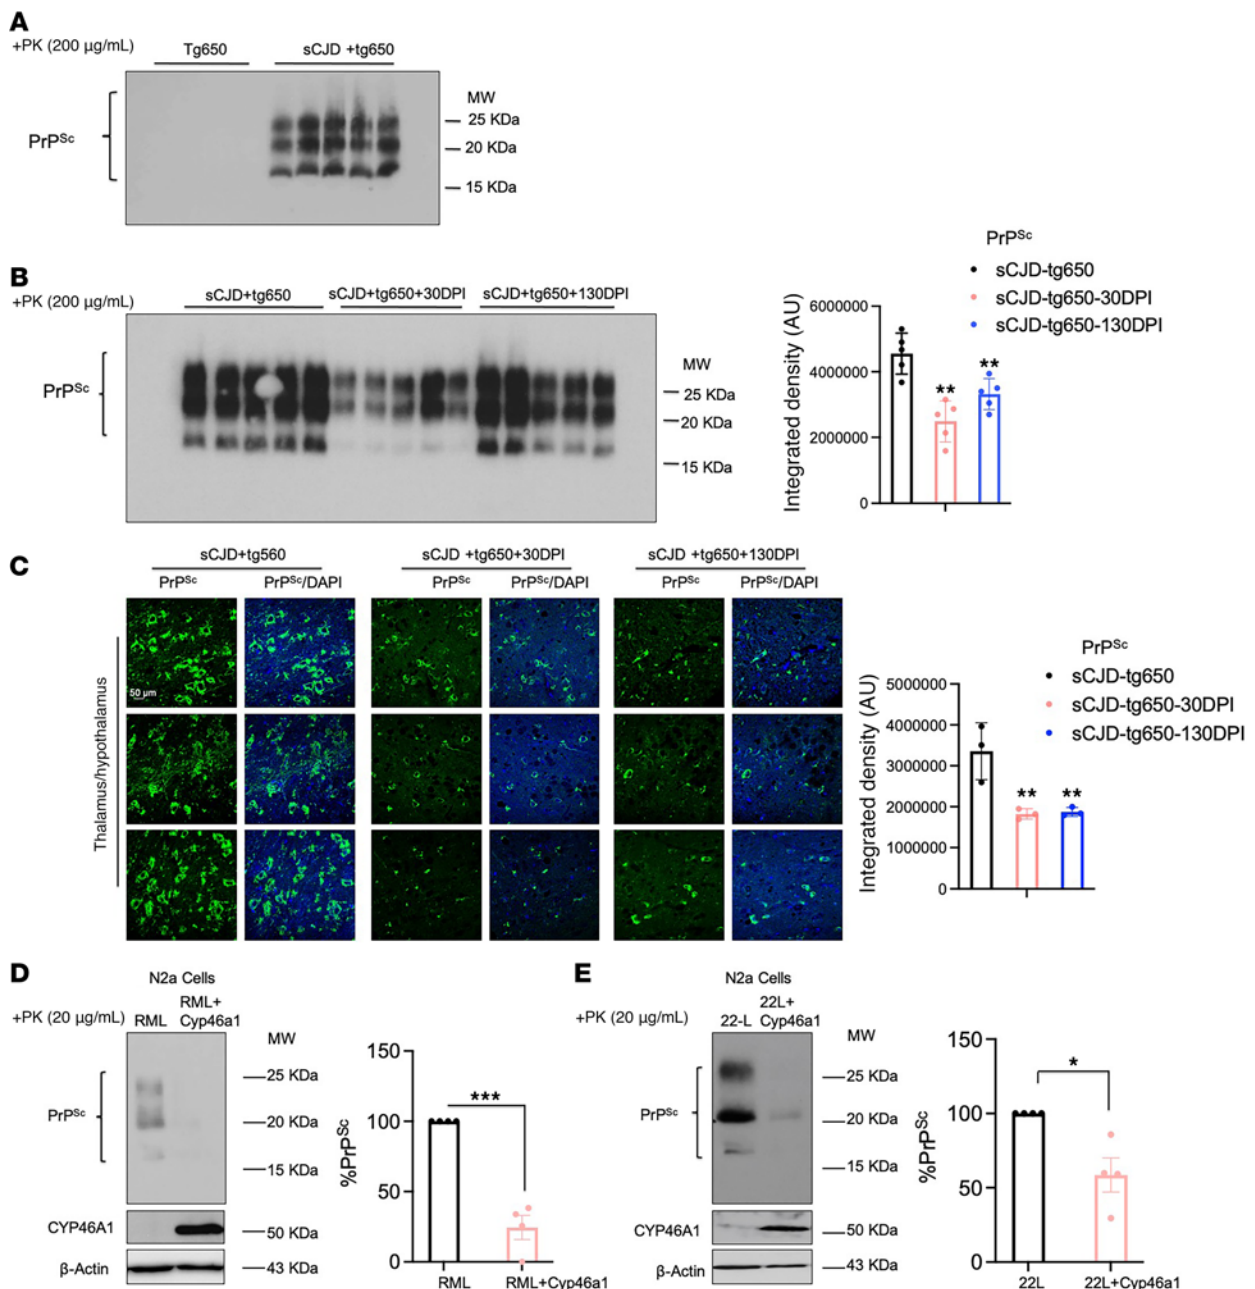 A
+PK (200 µg/mL)
Tg650
sCJD +tg650
PrPSc
MW
25 KDa
20 KDa
15 KDa
B
+PK (200 µg/mL)
sCJD+tg650
sCJD+tg650+30DPI
sCJD+tg650+130DPI
PrPSc
MW
25 KDa
20 KDa
15 KDa
PrPSc
sCJD-tg650
sCJD-tg650-30DPI
sCJD-tg650-130DPI
Integrated density (AU)
6000000
4000000
2000000
0
**
**
C
sCJD+tg560
sCJD +tg650+30DPI
sCJD +tg650+130DPI
PrPSc
PrPSc/DAPI
PrPSc
PrPSc/DAPI
PrPSc
PrPSc/DAPI
50 µm
Thalamus/hypothalamus
PrPSc
sCJD-tg650
sCJD-tg650-30DPI
sCJD-tg650-130DPI
Integrated density (AU)
5000000
4000000
3000000
2000000
1000000
0
**
**
D
N2a Cells
+PK (20 µg/mL)
RML
RML+
Cyp46a1
MW
PrPSc
25 KDa
20 KDa
15 KDa
CYP46A1
50 KDa
β-Actin
43 KDa
%PrPSc
150
100
50
0
***
RML
RML+Cyp46a1
E
N2a Cells
+PK (20 µg/mL)
22-L
22L+
Cyp46a1
MW
PrPSc
25 KDa
20 KDa
15 KDa
CYP46A1
50 KDa
β-Actin
43 KDa
%PrPSc
150
100
50
0
*
22L
22L+Cyp46a1